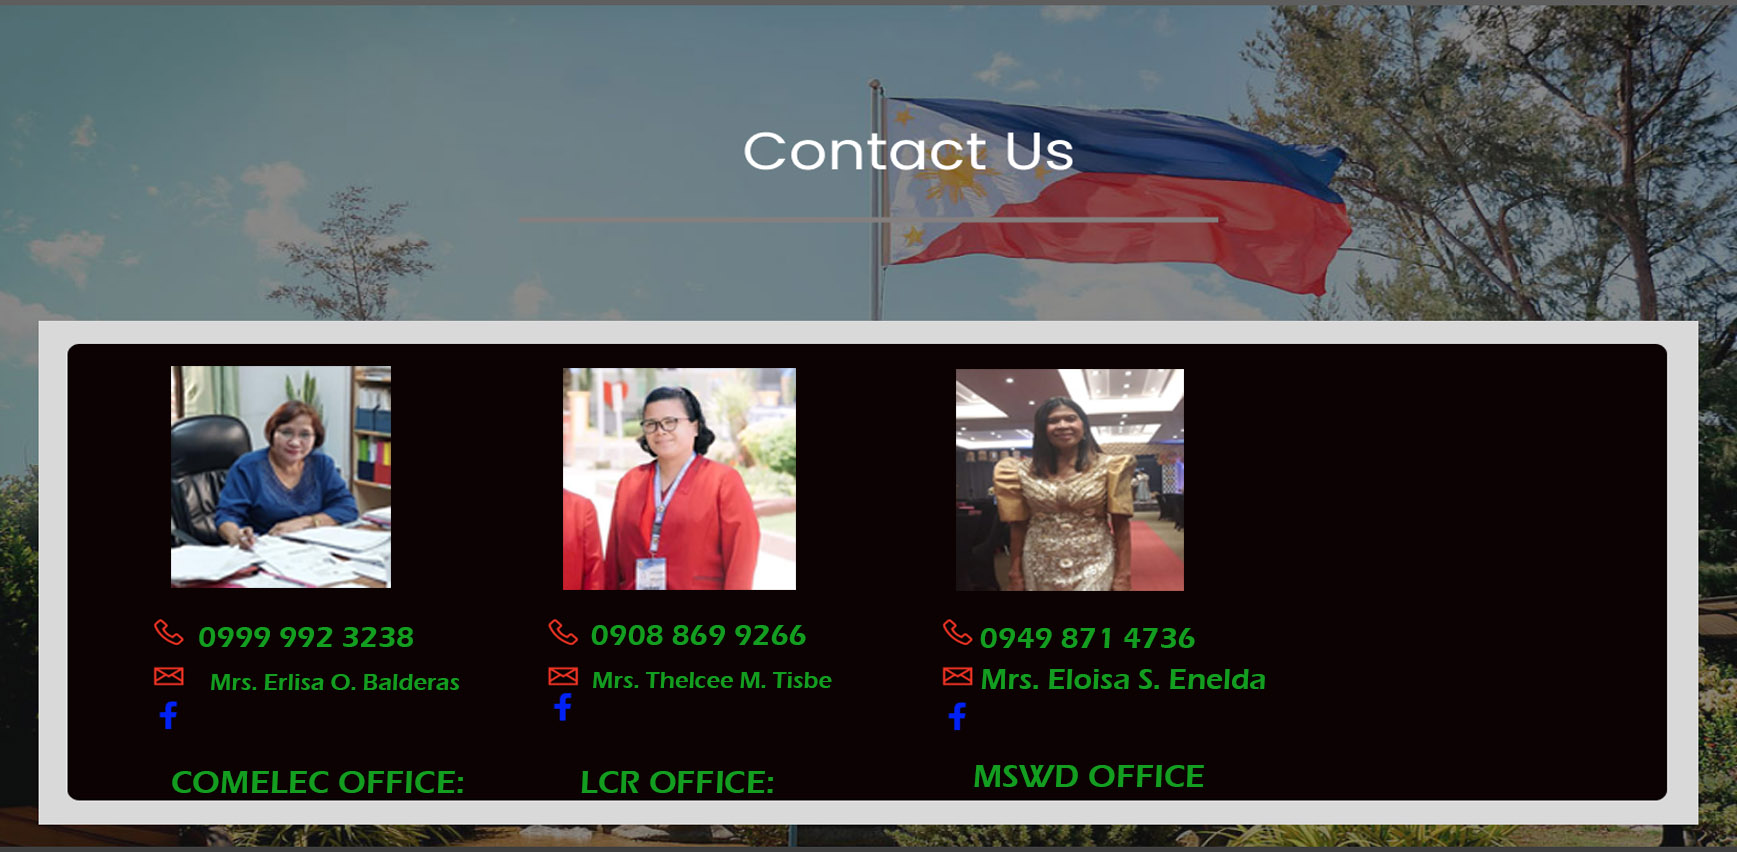 Contact Us
0999 992 3238
Mrs. Erlisa O. Balderas
COMELEC OFFICE:
0908 869 9266
Mrs. Thelcee M. Tisbe
LCR OFFICE:
0949 871 4736
Mrs. Eloisa S. Enelda
MSWD OFFICE